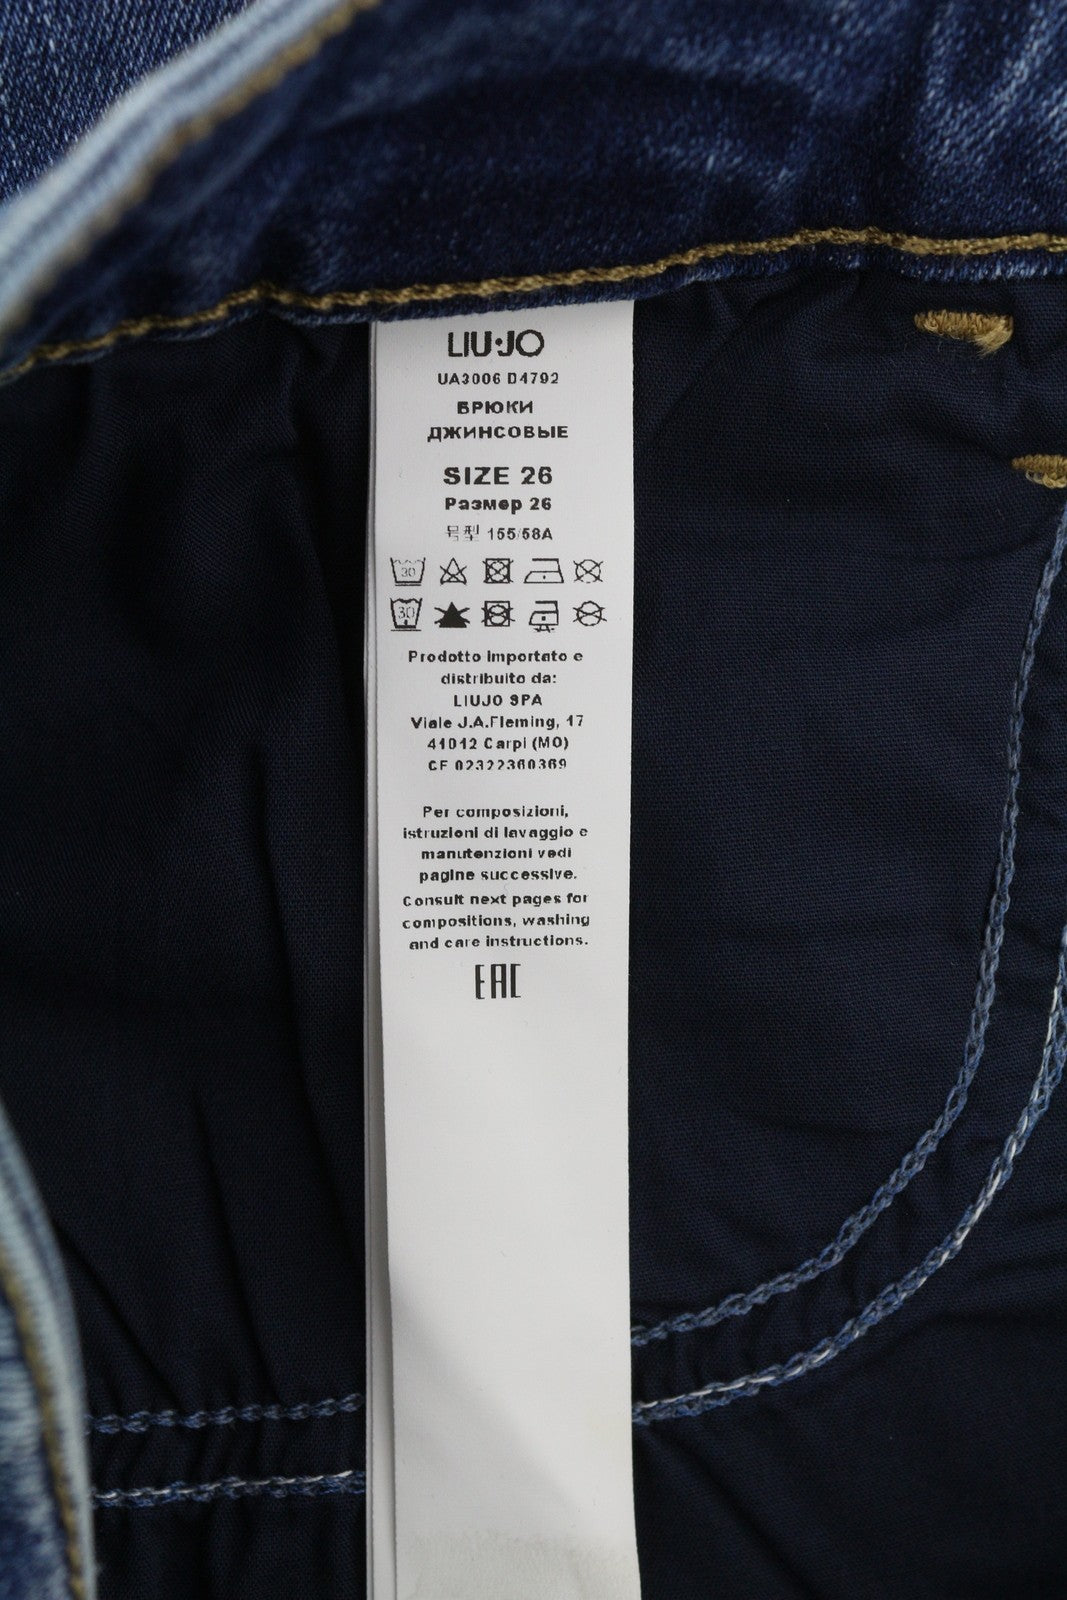 LIU·JO
UA3006 D4792
БРЮКИ
ДЖИНСОВЫЕ
SIZE 26
Размер 26
号型 155/58A
30
30
Prodotto importato e
distribuito da:
LIUJO SPA
Viale J.A.Fleming, 17
41012 Carpi (MO)
CF 02322360369
Per composizioni,
istruzioni di lavaggio e
manutenzioni vedi
pagine successive.
Consult next pages for
compositions, washing
and care instructions.
EAC